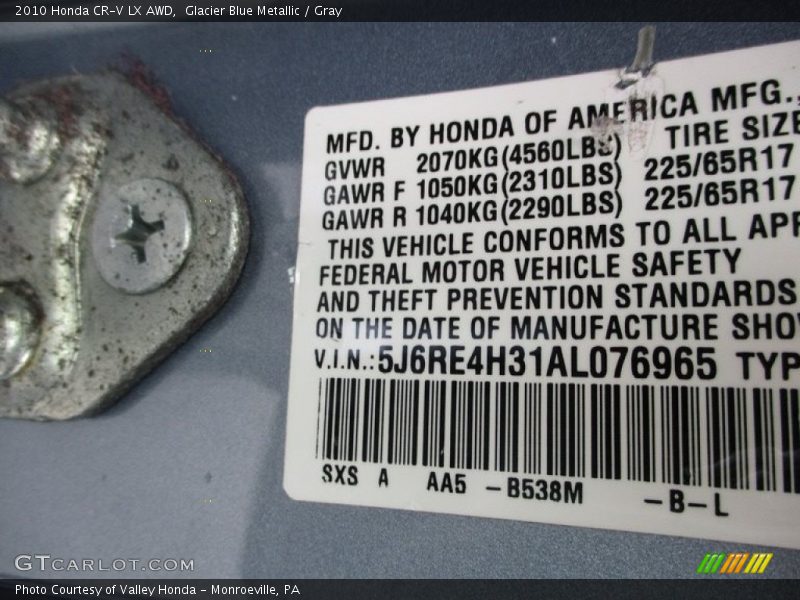 2010 Honda CR-V LX AWD,  Glacier Blue Metallic / Gray
MFD. BY HONDA OF AMERICA MFG.,
GVWR 2070KG(4560LBS) TIRE SIZE
GAWR F 1050KG(2310LBS) 225/65R17
GAWR R 1040KG(2290LBS) 225/65R17
THIS VEHICLE CONFORMS TO ALL APP
FEDERAL MOTOR VEHICLE SAFETY
AND THEFT PREVENTION STANDARDS
ON THE DATE OF MANUFACTURE SHO
V.I.N.:5J6RE4H31AL076965 TYP
SXS A AA5 -B538M -B-L
GTCARLOT.COM
Photo Courtesy of Valley Honda - Monroeville, PA